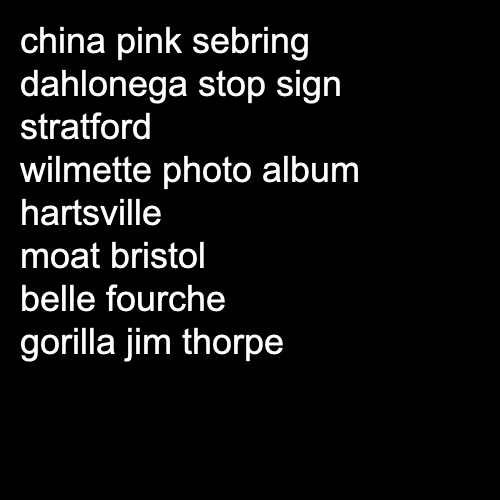 china pink sebring
dahlonega stop sign
stratford
wilmette photo album
hartsville
moat bristol
belle fourche
gorilla jim thorpe